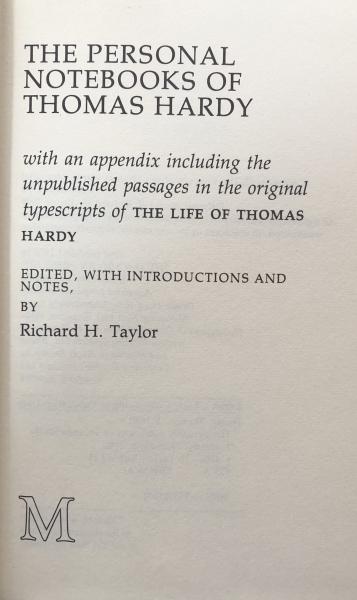 THE PERSONAL
NOTEBOOKS OF
THOMAS HARDY
with an appendix including the
unpublished passages in the original
typescripts of THE LIFE OF THOMAS
HARDY
EDITED, WITH INTRODUCTIONS AND
NOTES,
BY
Richard H. Taylor
M